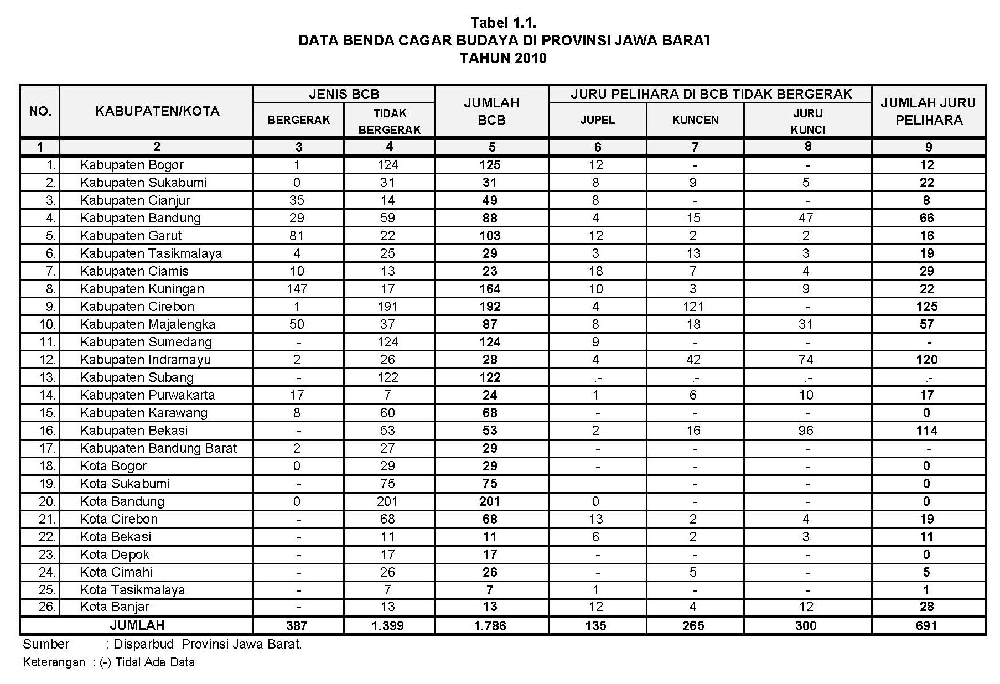 Tabel 1.1.
DATA BENDA CAGAR BUDAYA DI PROVINSI JAWA BARAT
TAHUN 2010
NO. KABUPATEN/KOTA JENIS BCB JUMLAH BCB JURU PELIHARA DI BCB TIDAK BERGERAK JUMLAH JURU PELIHARA
BERGERAK TIDAK BERGERAK JUPEL KUNCEN JURU KUNCI
1 2 3 4 5 6 7 8 9
1. Kabupaten Bogor 1 124 125 12 - - 12
2. Kabupaten Sukabumi 0 31 31 8 9 5 22
3. Kabupaten Cianjur 35 14 49 8 - - 8
4. Kabupaten Bandung 29 59 88 4 15 47 66
5. Kabupaten Garut 81 22 103 12 2 2 16
6. Kabupaten Tasikmalaya 4 25 29 3 13 3 19
7. Kabupaten Ciamis 10 13 23 18 7 4 29
8. Kabupaten Kuningan 147 17 164 10 3 9 22
9. Kabupaten Cirebon 1 191 192 4 121 - 125
10. Kabupaten Majalengka 50 37 87 8 18 31 57
11. Kabupaten Sumedang - 124 124 9 - - -
12. Kabupaten Indramayu 2 26 28 4 42 74 120
13. Kabupaten Subang - 122 122 .- .- .- .-
14. Kabupaten Purwakarta 17 7 24 1 6 10 17
15. Kabupaten Karawang 8 60 68 - - - 0
16. Kabupaten Bekasi - 53 53 2 16 96 114
17. Kabupaten Bandung Barat 2 27 29 - - - -
18. Kota Bogor 0 29 29 - - - 0
19. Kota Sukabumi - 75 75 - - 0
20. Kota Bandung 0 201 201 0 - - 0
21. Kota Cirebon - 68 68 13 2 4 19
22. Kota Bekasi - 11 11 6 2 3 11
23. Kota Depok - 17 17 - - - 0
24. Kota Cimahi - 26 26 - 5 - 5
25. Kota Tasikmalaya - 7 7 1 - - 1
26. Kota Banjar - 13 13 12 4 12 28
JUMLAH 387 1.399 1.786 135 265 300 691
Sumber : Disparbud Provinsi Jawa Barat.
Keterangan : (-) Tidal Ada Data